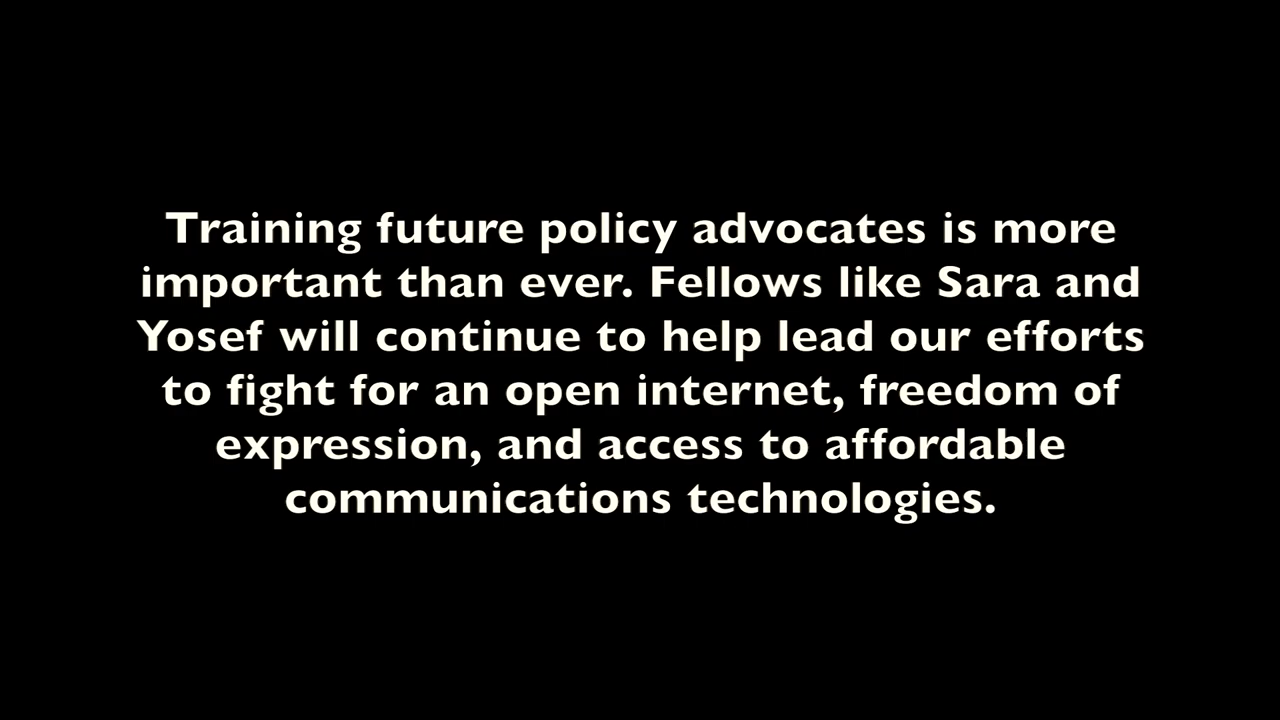 Training future policy advocates is more
important than ever. Fellows like Sara and
Yosef will continue to help lead our efforts
to fight for an open internet, freedom of
expression, and access to affordable
communications technologies.